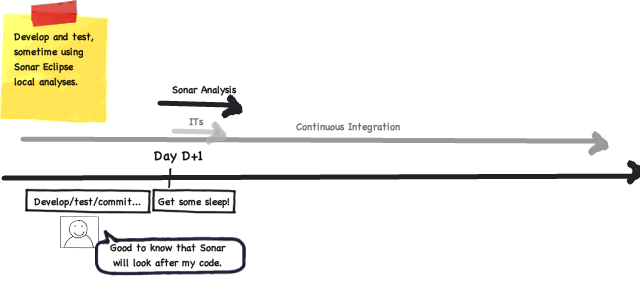 Develop and test,
sometime using
Sonar Eclipse
local analyses.
Sonar Analysis
ITs
Continuous Integration
Day D+1
Develop/test/commit...
Get some sleep!
Good to know that Sonar
will look after my code.